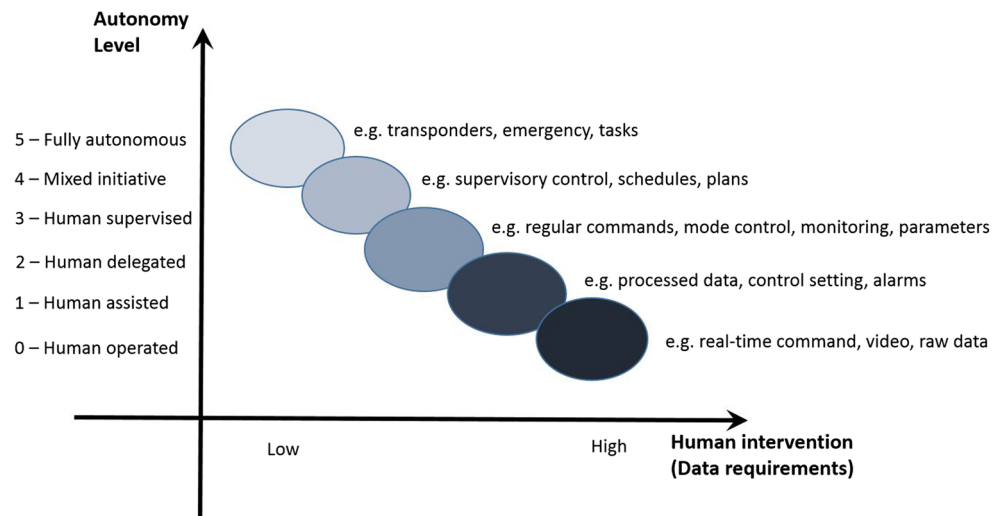 Autonomy
Level
5 – Fully autonomous
e.g. transponders, emergency, tasks
4 – Mixed initiative
e.g. supervisory control, schedules, plans
3 – Human supervised
e.g. regular commands, mode control, monitoring, parameters
2 – Human delegated
e.g. processed data, control setting, alarms
1 – Human assisted
0 – Human operated
e.g. real-time command, video, raw data
Low
High
Human intervention
(Data requirements)